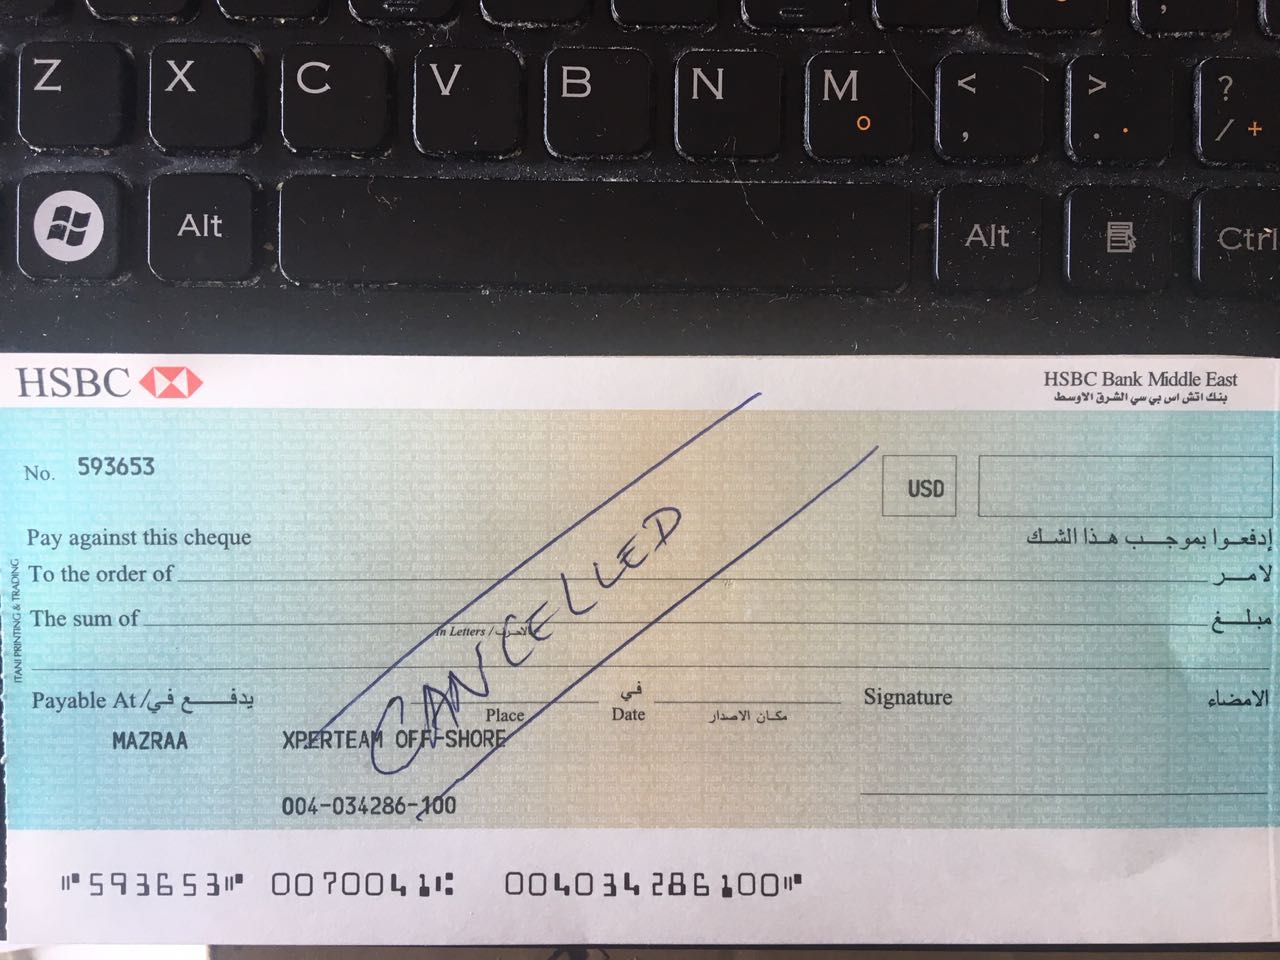 Z X C V B N M < , > . ? / +
Alt Alt Ctrl
HSBC
HSBC Bank Middle East
بنك اتش اس بي سي الشرق الاوسط
No. 593653
USD
Pay against this cheque
إدفعوا بموجب هذا الشك
To the order of
لامر
The sum of
مبلغ
In Letters / بالاحرف
CANCELLED
Payable At / يدفع في
Place
في
Date
مكان الاصدار
Signature
الامضاء
MAZRAA
XPERTEAM OFF-SHORE
004-034286-100
ITANI PRINTING & TRADING
⑈593653⑈ 0070041⑆ 004034286100⑈